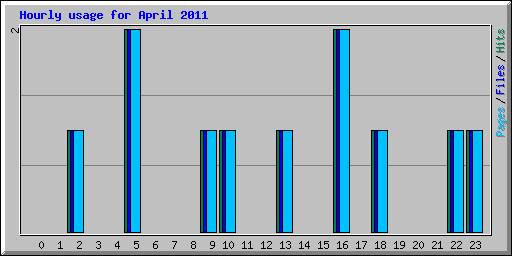 Hourly usage for April 2011
2
Pages / Files / Hits
0 1 2 3 4 5 6 7 8 9 10 11 12 13 14 15 16 17 18 19 20 21 22 23